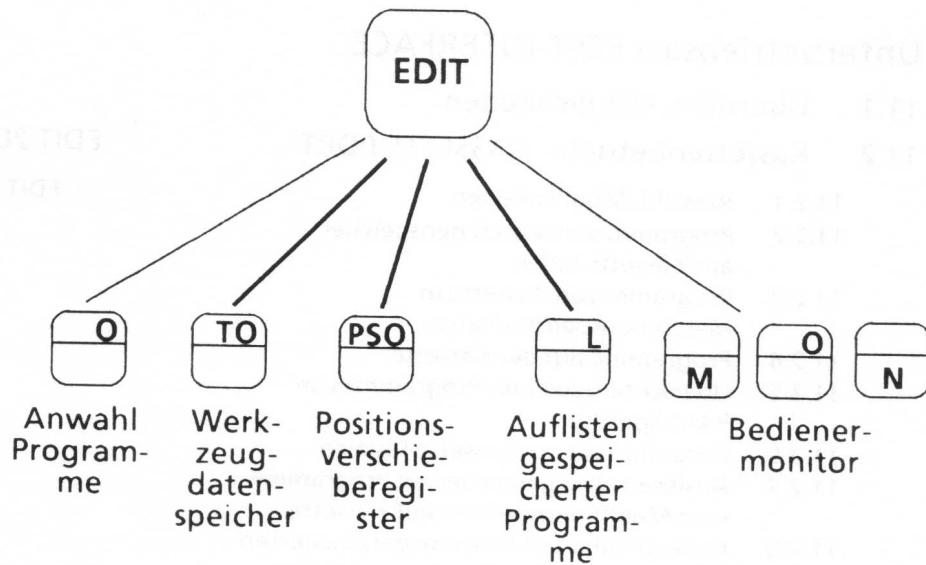 EDIT
O
TO
PSO
L
M
O
N
Anwahl
Program-
me
Werk-
zeug-
daten-
speicher
Positions-
verschie-
beregi-
ster
Auflisten
gespei-
cherter
Program-
me
Bediener-
monitor